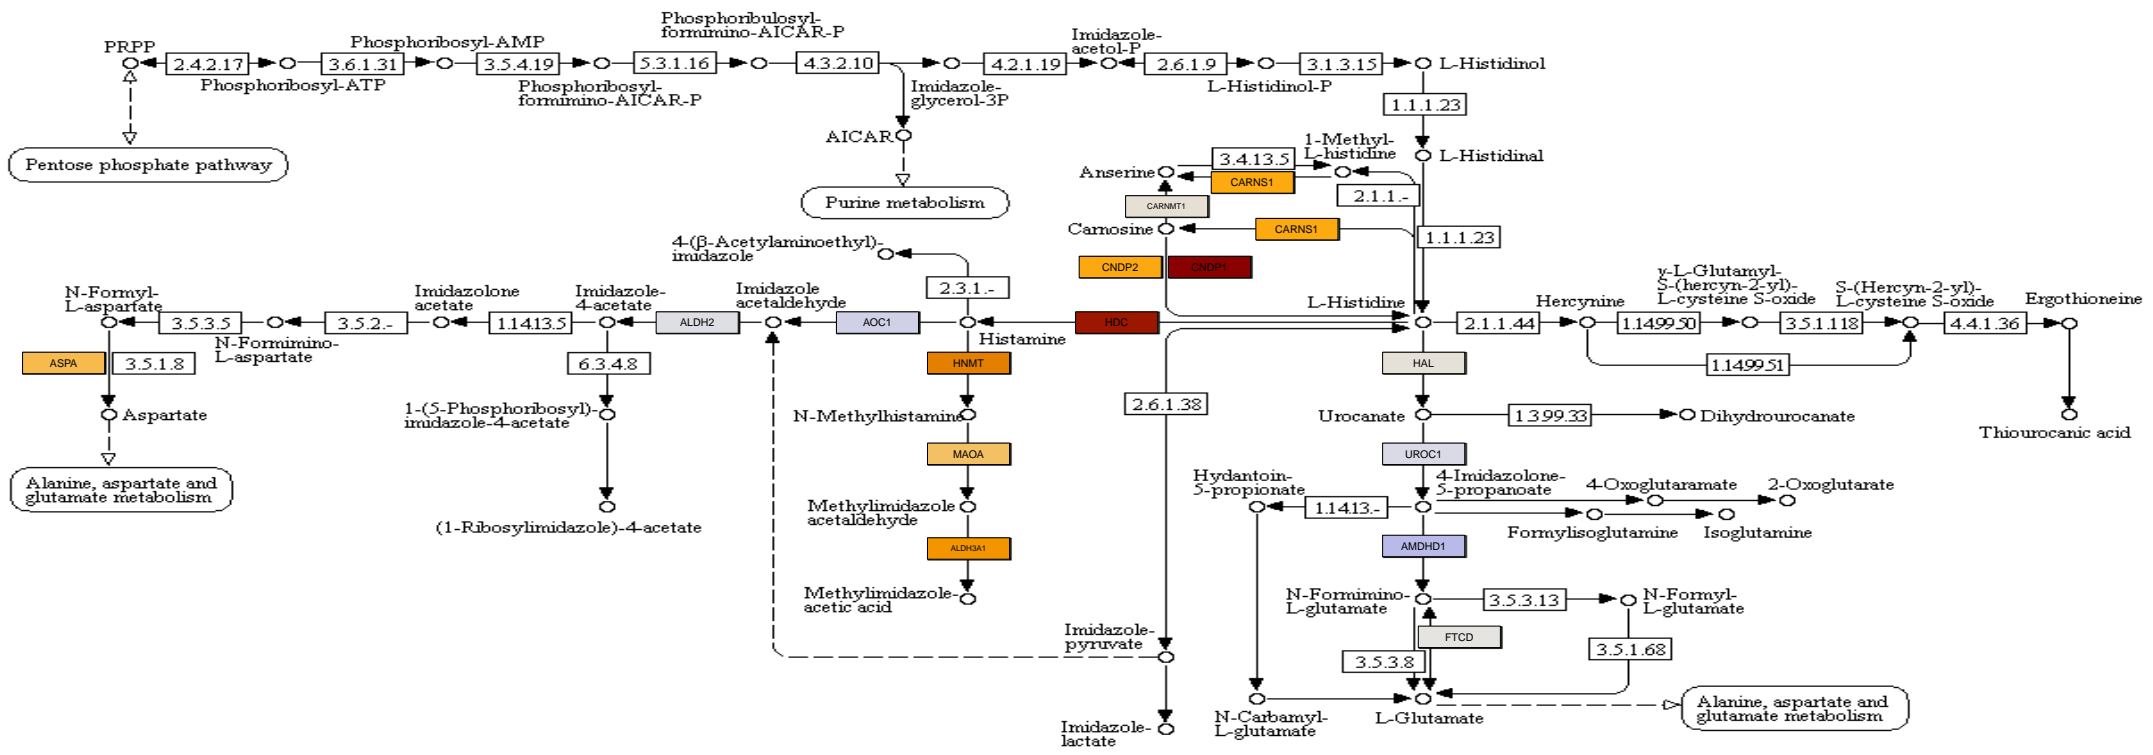 Phosphoribulosyl-
formimino-AICAR-P
PRPP
Phosphoribosyl-AMP
Imidazole-
acetol-P
2.4.2.17
3.6.1.31
3.5.4.19
5.3.1.16
4.3.2.10
4.2.1.19
2.6.1.9
3.1.3.15
L-Histidinol
Phosphoribosyl-ATP
Phosphoribosyl-
formimino-AICAR-P
Imidazole-
glycerol-3P
L-Histidinol-P
1.1.1.23
AICAR
Pentose phosphate pathway
Purine metabolism
1-Methyl-
L-histidine
3.4.13.5
L-Histidinal
Anserine
CARNS1
2.1.1.-
CARNMT1
Carnosine
CARNS1
1.1.1.23
4-(β-Acetylaminoethyl)-
imidazole
CNDP2
CNDP1
2.3.1.-
γ-L-Glutamyl-
S-(hercyn-2-yl)-
L-cysteine S-oxide
S-(Hercyn-2-yl)-
L-cysteine S-oxide
Ergothioneine
N-Formyl-
L-aspartate
Imidazolone
acetate
Imidazole-
4-acetate
Imidazole
acetaldehyde
L-Histidine
Hercynine
3.5.3.5
3.5.2.-
1.14.13.5
ALDH2
AOC1
HDC
2.1.1.44
1.14.99.50
3.5.1.118
4.4.1.36
N-Formimino-
L-aspartate
Histamine
ASPA
3.5.1.8
6.3.4.8
HNMT
HAL
1.14.99.51
2.6.1.38
Aspartate
1-(5-Phosphoribosyl)-
imidazole-4-acetate
N-Methylhistamine
Urocanate
1.3.99.33
Dihydrourocanate
Thiourocanic acid
MAOA
UROC1
Alanine, aspartate and
glutamate metabolism
Hydantoin-
5-propionate
4-Imidazolone-
5-propanoate
4-Oxoglutaramate
2-Oxoglutarate
(1-Ribosylimidazole)-4-acetate
Methylimidazole
acetaldehyde
1.14.13.-
Formylisoglutamine
Isoglutamine
ALDH3A1
AMDHD1
Methylimidazole-
acetic acid
N-Formimino-
L-glutamate
3.5.3.13
N-Formyl-
L-glutamate
Imidazole-
pyruvate
FTCD
3.5.3.8
3.5.1.68
N-Carbamyl-
L-glutamate
L-Glutamate
Alanine, aspartate and
glutamate metabolism
Imidazole-
lactate